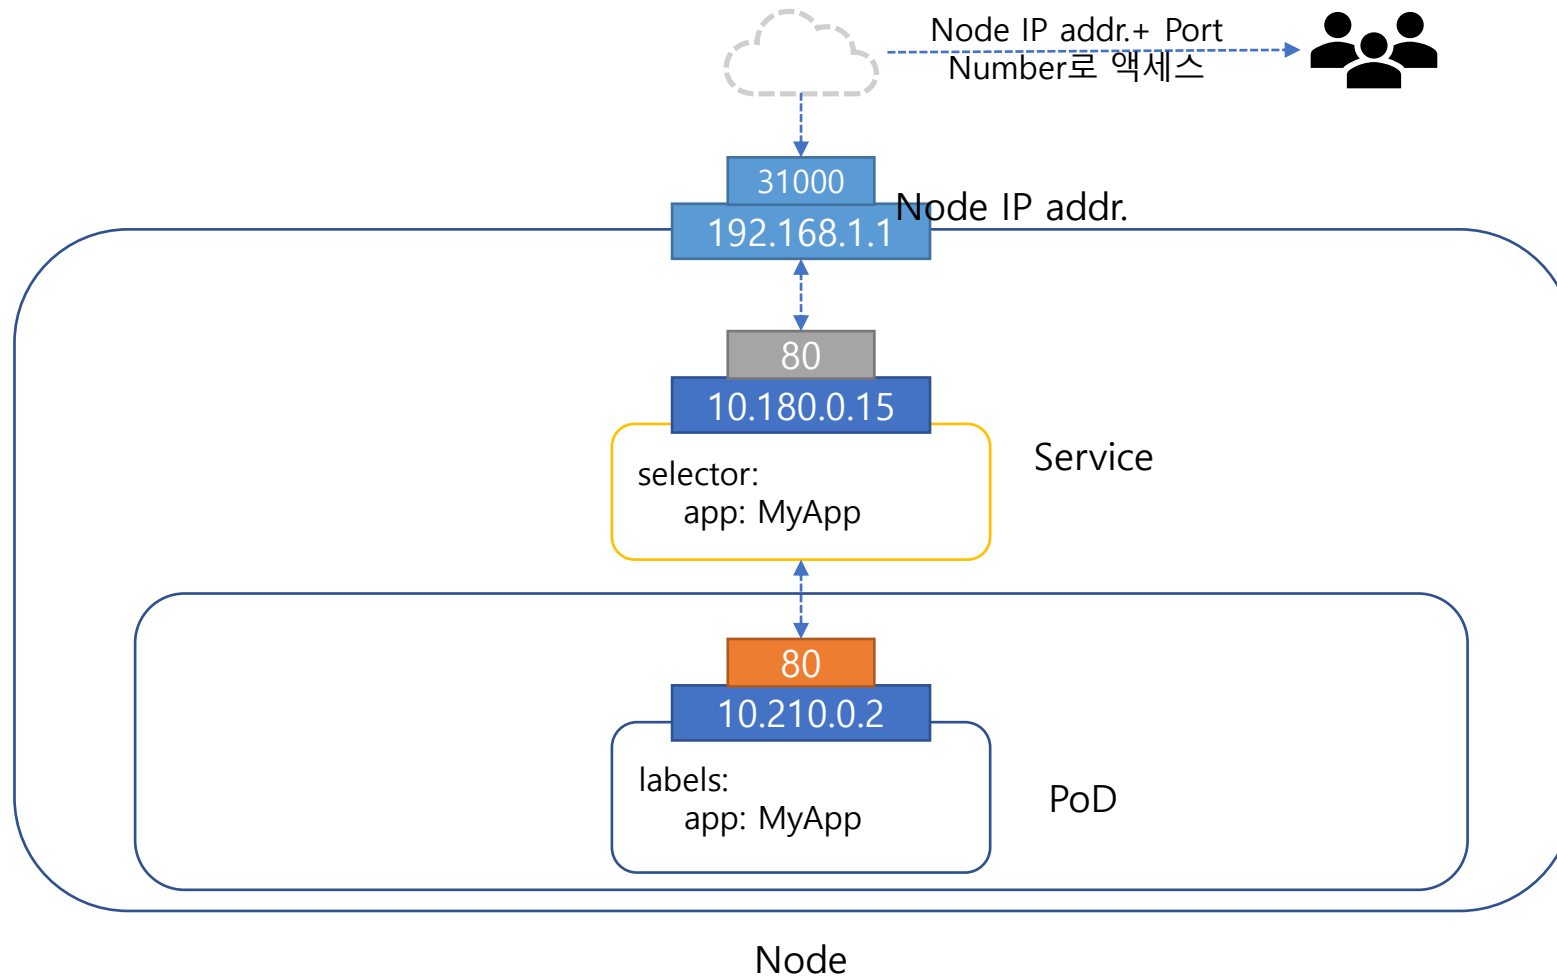 Node IP addr.+ Port
Number로 액세스
31000
Node IP addr.
192.168.1.1
80
10.180.0.15
Service
selector:
app: MyApp
80
10.210.0.2
labels:
app: MyApp
PoD
Node